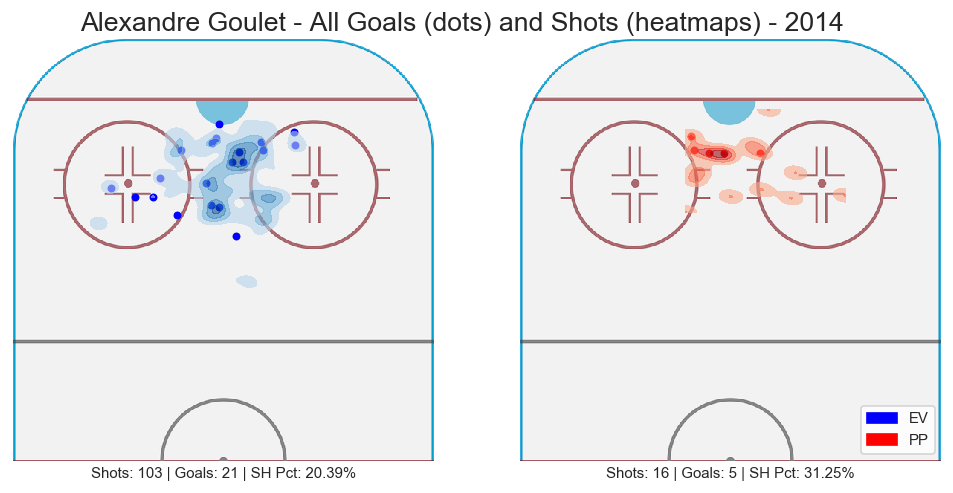 Alexandre Goulet - All Goals (dots) and Shots (heatmaps) - 2014
EV
PP
Shots: 103 | Goals: 21 | SH Pct: 20.39%
Shots: 16 | Goals: 5 | SH Pct: 31.25%